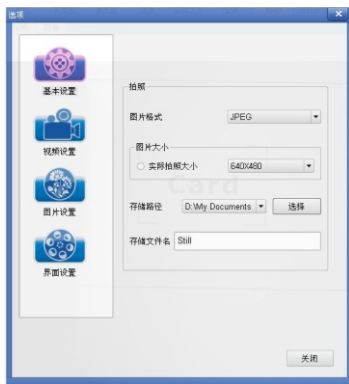 选项
基本设置
视频设置
图片设置
界面设置
拍照
图片格式 JPEG
图片大小
实际拍照大小 640X480
Card
存储路径 D:\My Documents 选择
存储文件名 Still
关闭